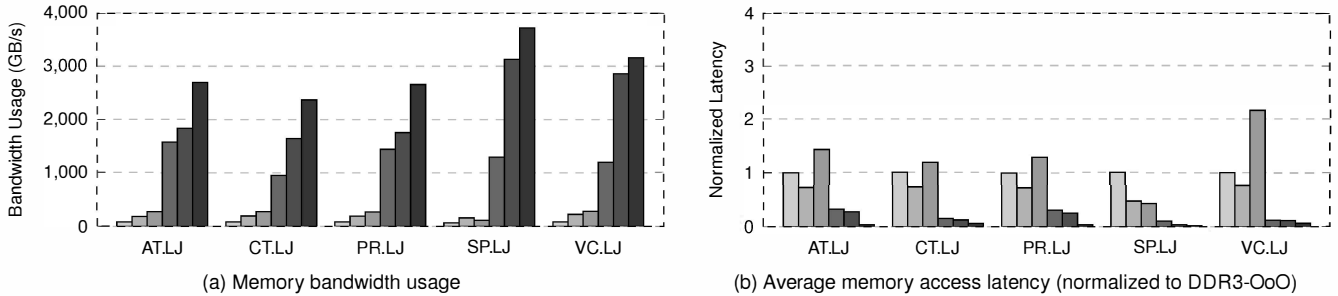 Bandwidth Usage (GB/s)
4,000
3,000
2,000
1,000
0
AT.LJ CT.LJ PR.LJ SP.LJ VC.LJ
(a) Memory bandwidth usage
Normalized Latency
4
3
2
1
0
AT.LJ CT.LJ PR.LJ SP.LJ VC.LJ
(b) Average memory access latency (normalized to DDR3-OoO)